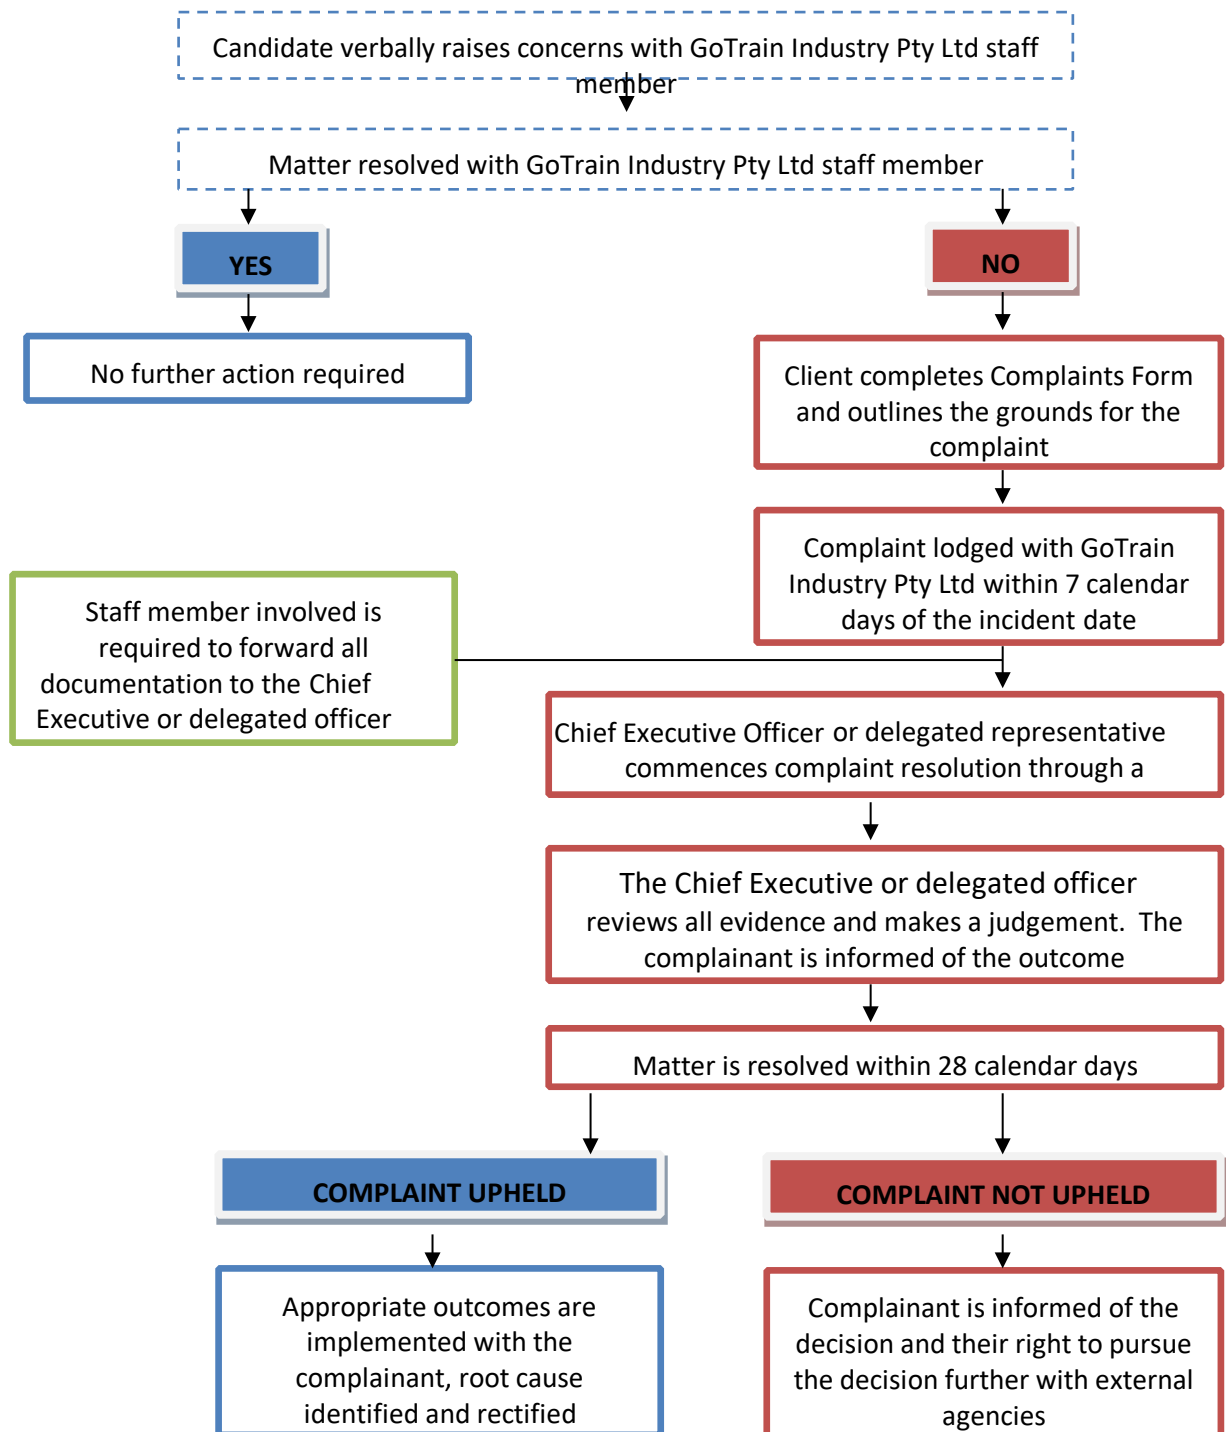 Candidate verbally raises concerns with GoTrain Industry Pty Ltd staff
member
Matter resolved with GoTrain Industry Pty Ltd staff member
YES
NO
No further action required
Client completes Complaints Form
and outlines the grounds for the
complaint
Complaint lodged with GoTrain
Industry Pty Ltd within 7 calendar
days of the incident date
Staff member involved is
required to forward all
documentation to the Chief
Executive or delegated officer
Chief Executive Officer or delegated representative
commences complaint resolution through a
The Chief Executive or delegated officer
reviews all evidence and makes a judgement. The
complainant is informed of the outcome
Matter is resolved within 28 calendar days
COMPLAINT UPHELD
COMPLAINT NOT UPHELD
Appropriate outcomes are
implemented with the
complainant, root cause
identified and rectified
Complainant is informed of the
decision and their right to pursue
the decision further with external
agencies